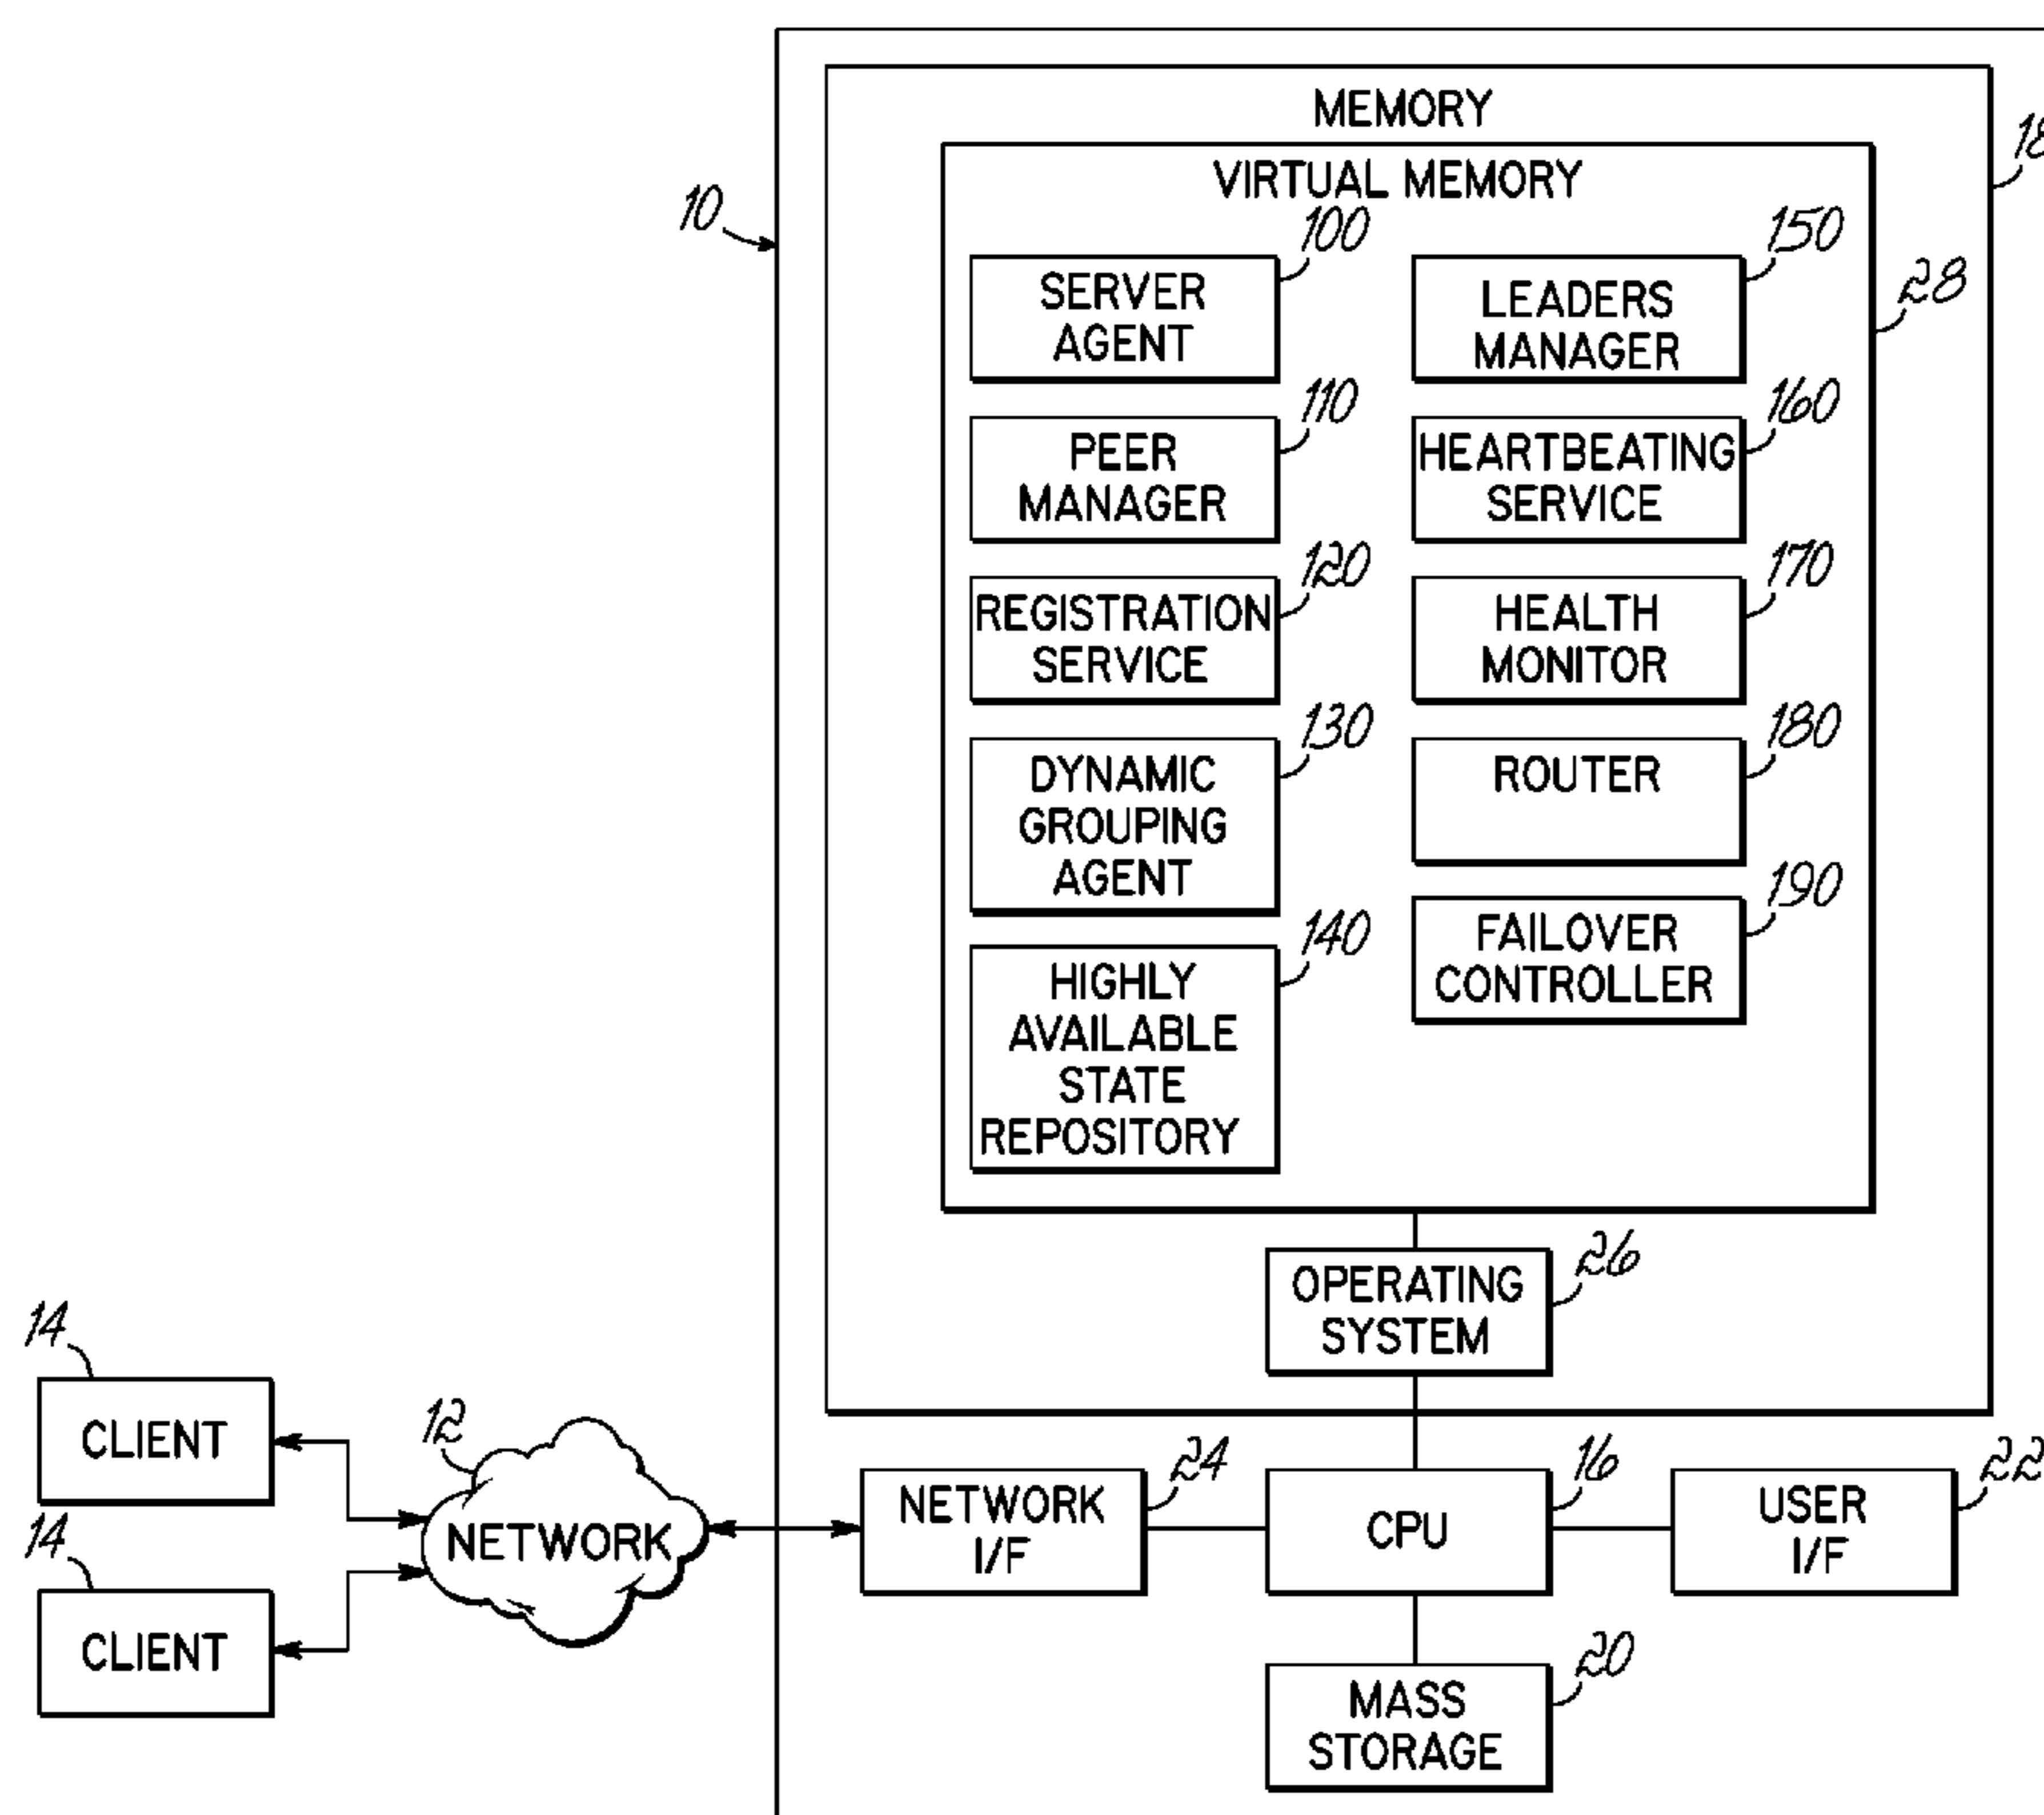 MEMORY
18
VIRTUAL MEMORY
10
100
150
SERVER
AGENT
LEADERS
MANAGER
28
110
160
PEER
MANAGER
HEARTBEATING
SERVICE
120
170
REGISTRATION
SERVICE
HEALTH
MONITOR
130
180
DYNAMIC
GROUPING
AGENT
ROUTER
140
190
HIGHLY
AVAILABLE
STATE
REPOSITORY
FAILOVER
CONTROLLER
OPERATING
SYSTEM
26
14
CLIENT
12
NETWORK
14
CLIENT
NETWORK
I/F
24
CPU
16
USER
I/F
22
MASS
STORAGE
20